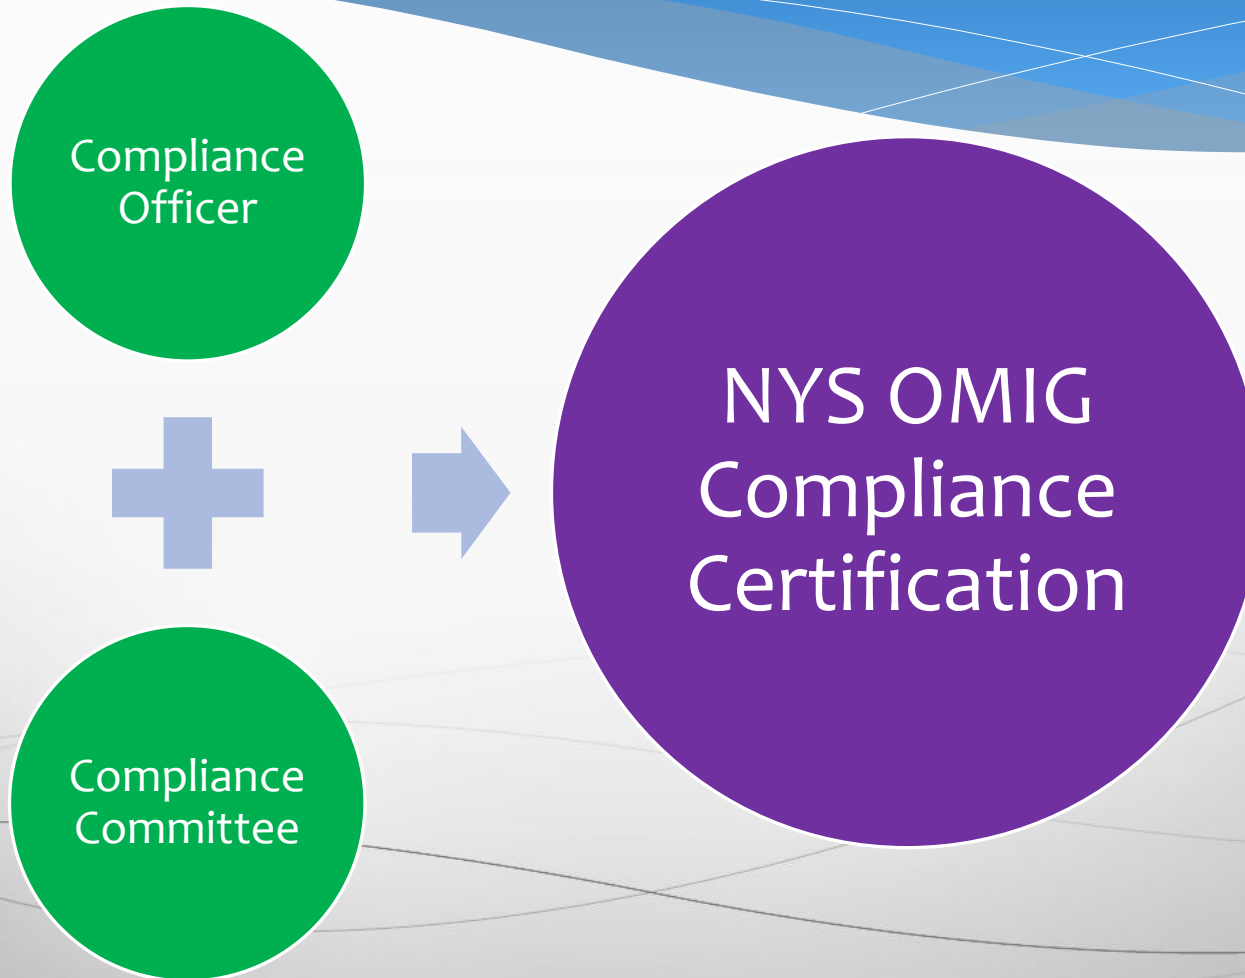 Compliance
Officer
Compliance
Committee
NYS OMIG
Compliance
Certification